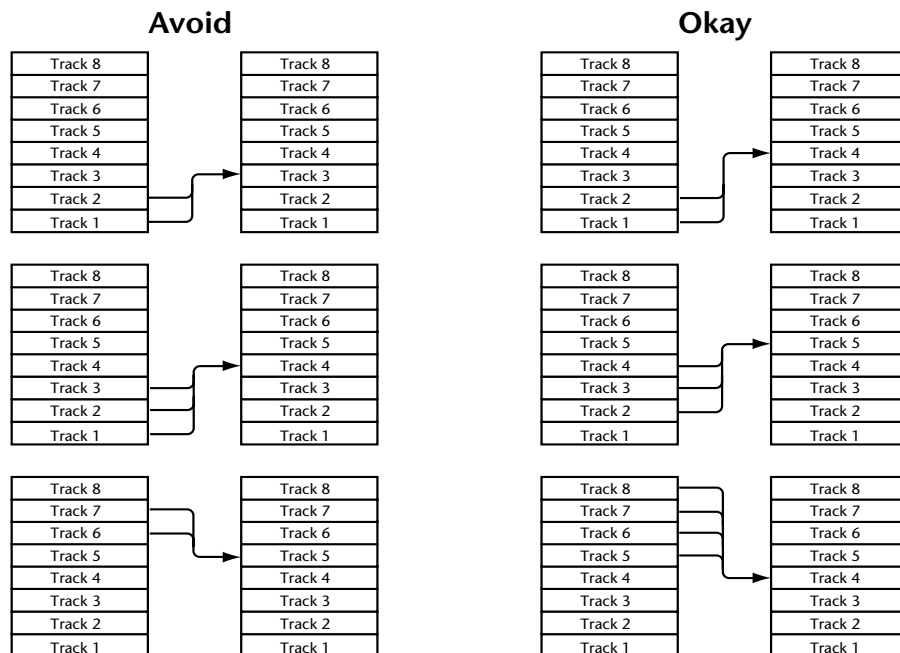 Avoid Okay
Track 8 Track 8 Track 8 Track 8
Track 7 Track 7 Track 7 Track 7
Track 6 Track 6 Track 6 Track 6
Track 5 Track 5 Track 5 Track 5
Track 4 Track 4 Track 4 Track 4
Track 3 Track 3 Track 3 Track 3
Track 2 Track 2 Track 2 Track 2
Track 1 Track 1 Track 1 Track 1
Track 8 Track 8 Track 8 Track 8
Track 7 Track 7 Track 7 Track 7
Track 6 Track 6 Track 6 Track 6
Track 5 Track 5 Track 5 Track 5
Track 4 Track 4 Track 4 Track 4
Track 3 Track 3 Track 3 Track 3
Track 2 Track 2 Track 2 Track 2
Track 1 Track 1 Track 1 Track 1
Track 8 Track 8 Track 8 Track 8
Track 7 Track 7 Track 7 Track 7
Track 6 Track 6 Track 6 Track 6
Track 5 Track 5 Track 5 Track 5
Track 4 Track 4 Track 4 Track 4
Track 3 Track 3 Track 3 Track 3
Track 2 Track 2 Track 2 Track 2
Track 1 Track 1 Track 1 Track 1